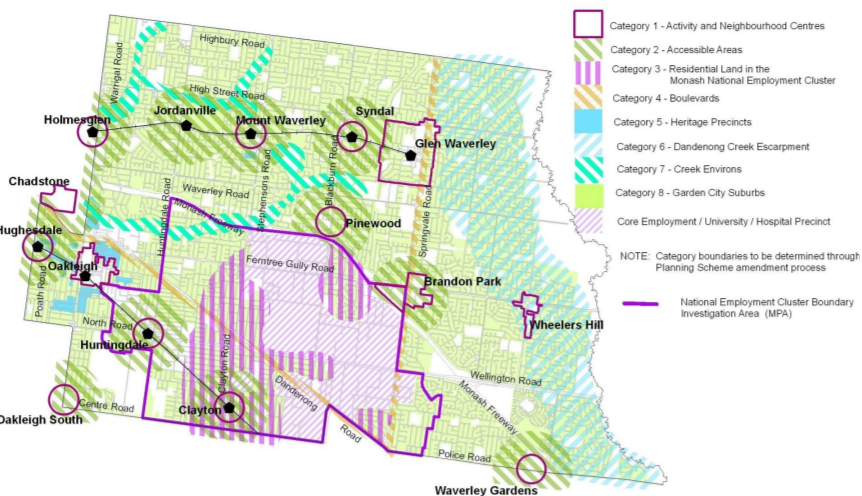 Highbury Road
Warrigal Road
High Street Road
Jordanville
Holmesglen
Mount Waverley
Syndal
Glen Waverley
Blackburn Road
Stephensons Road
Springvale Road
Chadstone
Waverley Road
Huntingdale Road
Monash Freeway
Pinewood
Hughesdale
Oakleigh
Poath Road
Ferntree Gully Road
Brandon Park
Wheelers Hill
North Road
Huntingdale
Clayton Road
Wellington Road
Dandenong
Road
Monash Freeway
Clayton
Oakleigh South
Centre Road
Police Road
Waverley Gardens
Category 1 - Activity and Neighbourhood Centres
Category 2 - Accessible Areas
Category 3 - Residential Land in the
Monash National Employment Cluster
Category 4 - Boulevards
Category 5 - Heritage Precincts
Category 6 - Dandenong Creek Escarpment
Category 7 - Creek Environs
Category 8 - Garden City Suburbs
Core Employment / University / Hospital Precinct
NOTE: Category boundaries to be determined through
Planning Scheme amendment process
National Employment Cluster Boundary
Investigation Area (MPA)